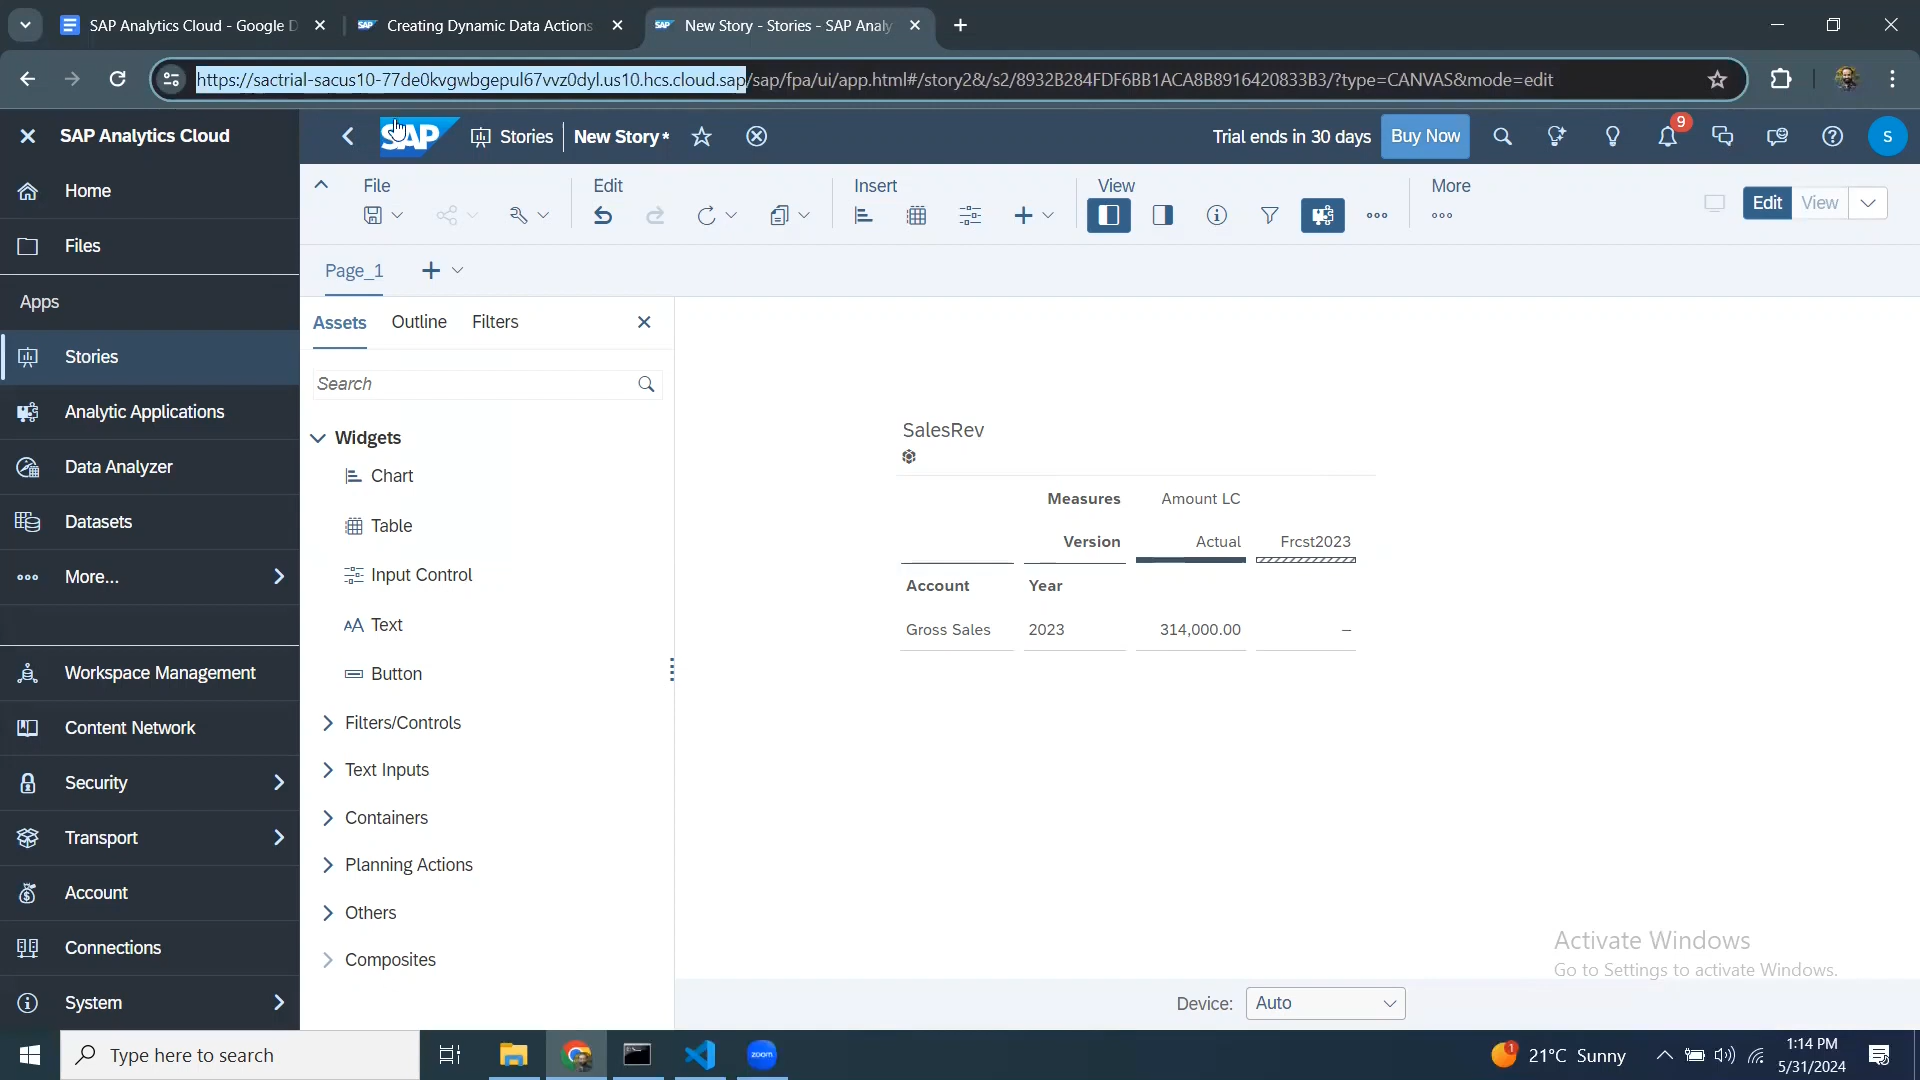 SAP Analytics Cloud - Google D
Creating Dynamic Data Actions
New Story - Stories - SAP Analy
https://sactrial-sacus10-77de0kvgwbgepul67vvz0dyl.us10.hcs.cloud.sap/sap/fpa/ui/app.html#/story2&/s2/8932B284FDF6BB1ACA8B8916420833B3/?type=CANVAS&mode=edit
SAP Analytics Cloud
SAP
Stories
New Story*
Trial ends in 30 days
Buy Now
9
S
Home
Files
Apps
Stories
Analytic Applications
Data Analyzer
Datasets
More...
Workspace Management
Content Network
Security
Transport
Account
Connections
System
File
Edit
Insert
View
More
Edit
View
Page_1
Assets
Outline
Filters
Search
Widgets
Chart
Table
Input Control
Text
Button
Filters/Controls
Text Inputs
Containers
Planning Actions
Others
Composites
SalesRev
Measures Amount LC
Version Actual Frcst2023
Account Year
Gross Sales 2023 314,000.00 –
Activate Windows
Go to Settings to activate Windows.
Device: Auto
Type here to search
zoom
1
21°C Sunny
1:14 PM
5/31/2024